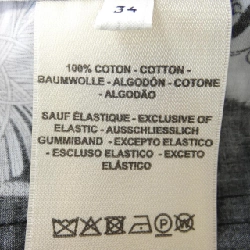 34
100% COTON - COTTON -
BAUMWOLLE - ALGODÓN - COTONE
- ALGODÃO
SAUF ÉLASTIQUE - EXCLUSIVE OF
ELASTIC - AUSSCHLIESSLICH
GUMMIBAND - EXCEPTO ELASTICO
- ESCLUSO ELASTICO - EXCETO
ELÁSTICO